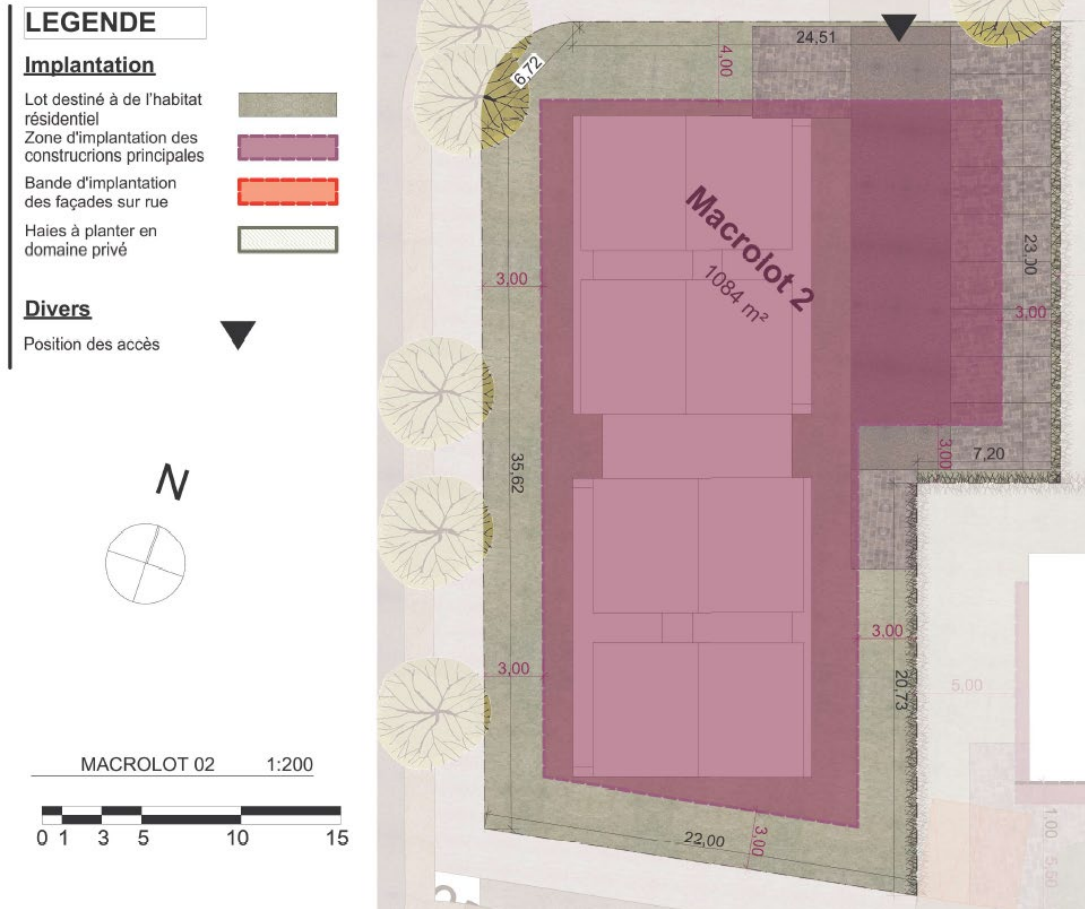 LEGENDE
Implantation
Lot destiné à de l'habitat
résidentiel
Zone d'implantation des
construcrions principales
Bande d'implantation
des façades sur rue
Haies à planter en
domaine privé
Divers
Position des accès
N
MACROLOT 02 1:200
0 1 3 5 10 15
24,51
6,72
4,00
Macrolot 2
1084 m²
23,00
3,00
3,00
3,00
7,20
35,62
3,00
3,00
20,73
5,00
3,00
22,00
1,00
5,50